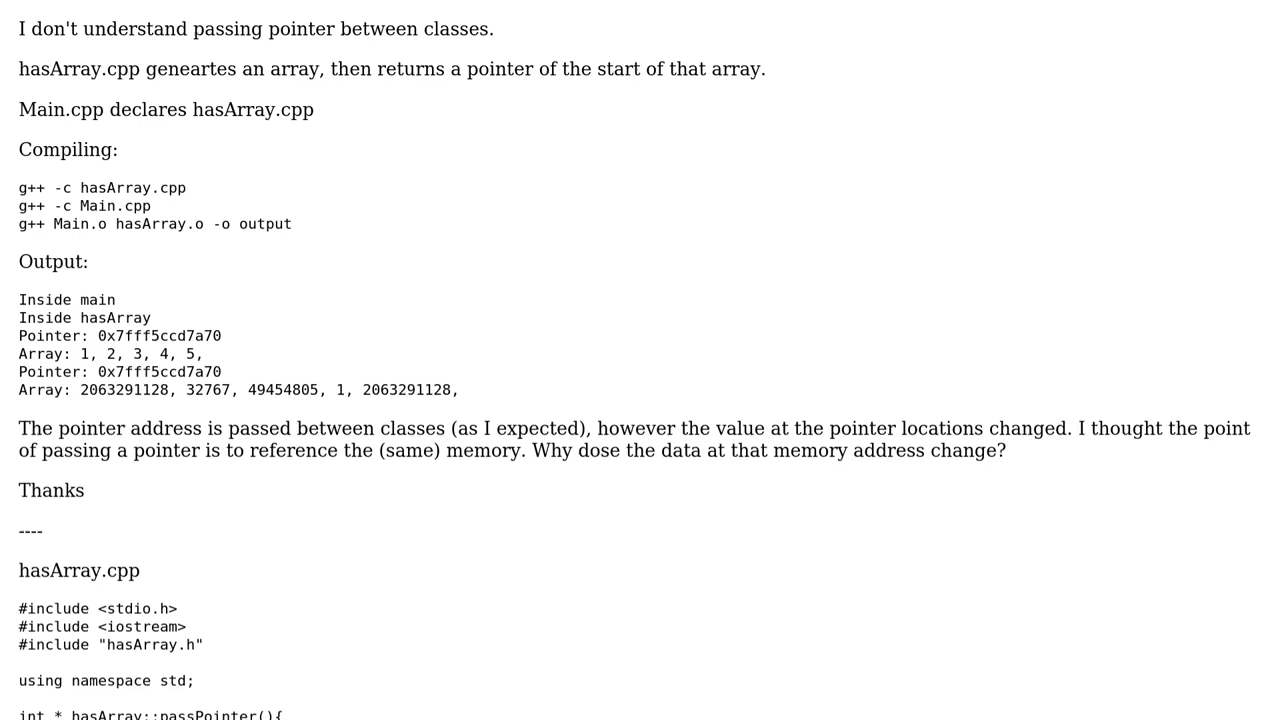 I don't understand passing pointer between classes.
hasArray.cpp geneartes an array, then returns a pointer of the start of that array.
Main.cpp declares hasArray.cpp
Compiling:
g++ -c hasArray.cpp
g++ -c Main.cpp
g++ Main.o hasArray.o -o output
Output:
Inside main
Inside hasArray
Pointer: 0x7fff5ccd7a70
Array: 1, 2, 3, 4, 5,
Pointer: 0x7fff5ccd7a70
Array: 2063291128, 32767, 49454805, 1, 2063291128,
The pointer address is passed between classes (as I expected), however the value at the pointer locations changed. I thought the point
of passing a pointer is to reference the (same) memory. Why dose the data at that memory address change?
Thanks
----
hasArray.cpp
#include <stdio.h>
#include <iostream>
#include "hasArray.h"
using namespace std;
int * hasArray::passPointer(){